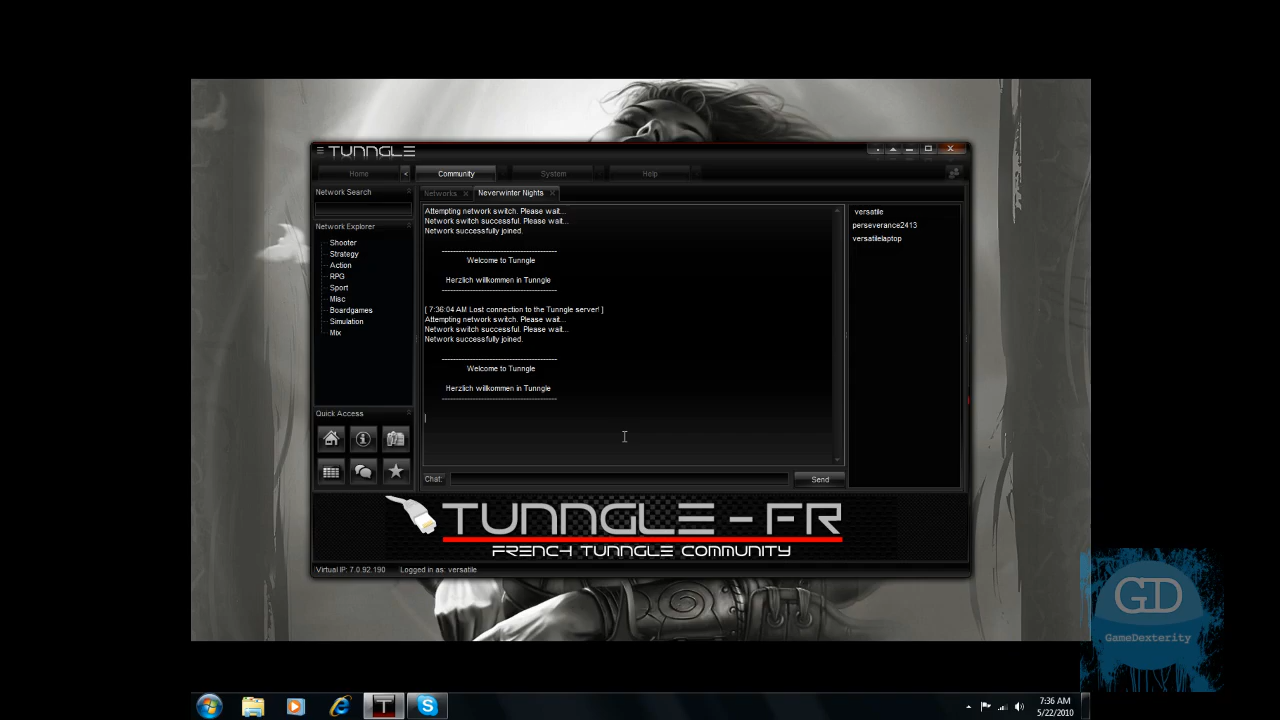 TUNNGLE
Home
<
Community
System
Help
Network Search
Networks x
Neverwinter Nights x
Attempting network switch. Please wait...
Network switch successful. Please wait...
Network successfully joined.
--------------------------------------------------
Welcome to Tunngle
Herzlich willkommen in Tunngle
--------------------------------------------------
[ 7:36:04 AM Lost connection to the Tunngle server! ]
Attempting network switch. Please wait...
Network switch successful. Please wait...
Network successfully joined.
--------------------------------------------------
Welcome to Tunngle
Herzlich willkommen in Tunngle
--------------------------------------------------
versatile
perseverance2413
versatilelaptop
Network Explorer
Shooter
Strategy
Action
RPG
Sport
Misc
Boardgames
Simulation
Mix
Quick Access
Chat:
Send
TUNNGLE - FR
FRENCH TUNNGLE COMMUNITY
Virtual IP: 7.0.92.190 Logged in as: versatile
GD
GameDexterity
7:36 AM
5/22/2010